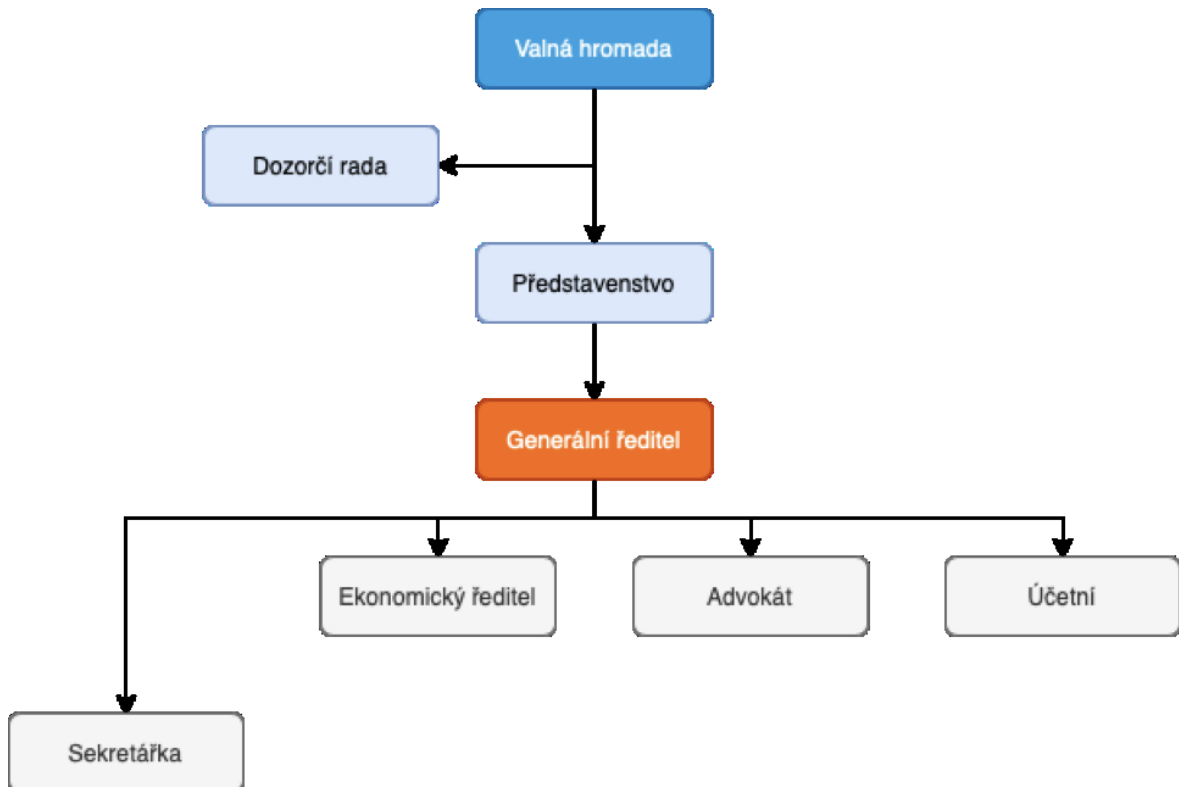 Valná hromada
Dozorčí rada
Představenstvo
Generální ředitel
Ekonomický ředitel
Advokát
Účetní
Sekretářka